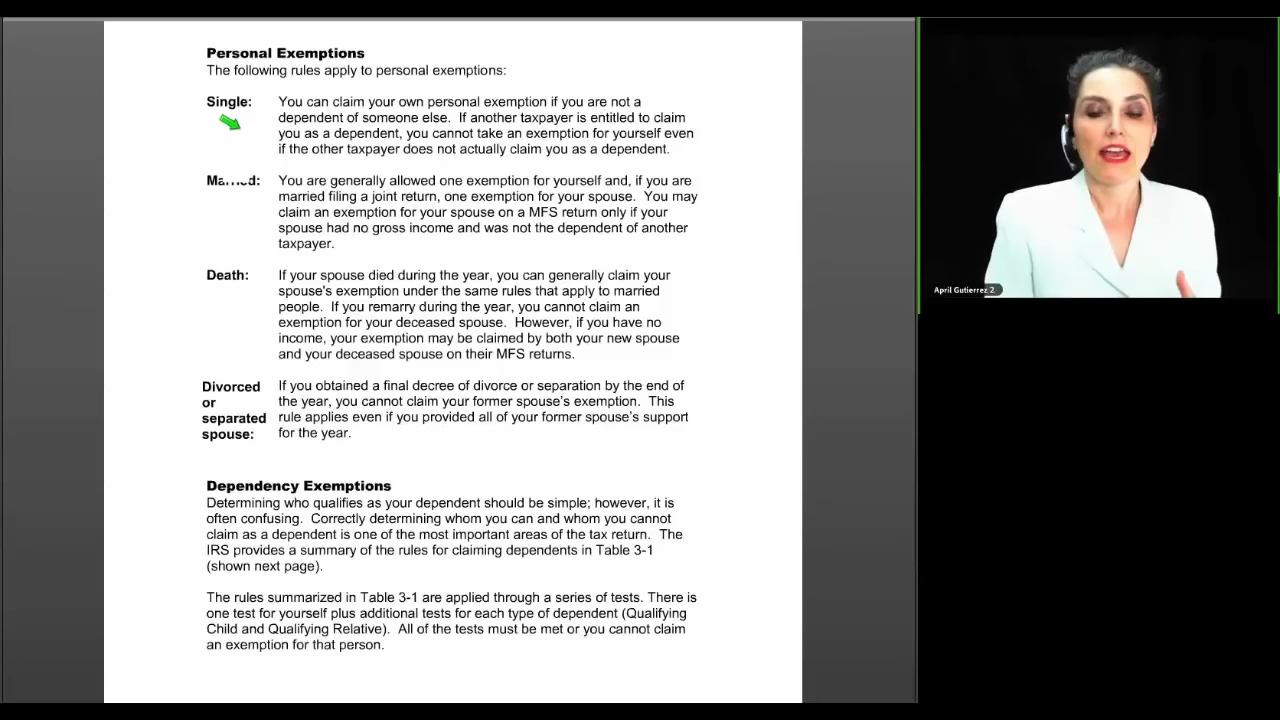 Personal Exemptions
The following rules apply to personal exemptions:
Single: You can claim your own personal exemption if you are not a
dependent of someone else. If another taxpayer is entitled to claim
you as a dependent, you cannot take an exemption for yourself even
if the other taxpayer does not actually claim you as a dependent.
Married: You are generally allowed one exemption for yourself and, if you are
married filing a joint return, one exemption for your spouse. You may
claim an exemption for your spouse on a MFS return only if your
spouse had no gross income and was not the dependent of another
taxpayer.
Death: If your spouse died during the year, you can generally claim your
spouse's exemption under the same rules that apply to married
people. If you remarry during the year, you cannot claim an
exemption for your deceased spouse. However, if you have no
income, your exemption may be claimed by both your new spouse
and your deceased spouse on their MFS returns.
Divorced If you obtained a final decree of divorce or separation by the end of
or the year, you cannot claim your former spouse’s exemption. This
separated rule applies even if you provided all of your former spouse’s support
spouse: for the year.
Dependency Exemptions
Determining who qualifies as your dependent should be simple; however, it is
often confusing. Correctly determining whom you can and whom you cannot
claim as a dependent is one of the most important areas of the tax return. The
IRS provides a summary of the rules for claiming dependents in Table 3-1
(shown next page).
The rules summarized in Table 3-1 are applied through a series of tests. There is
one test for yourself plus additional tests for each type of dependent (Qualifying
Child and Qualifying Relative). All of the tests must be met or you cannot claim
an exemption for that person.
April Gutierrez 2